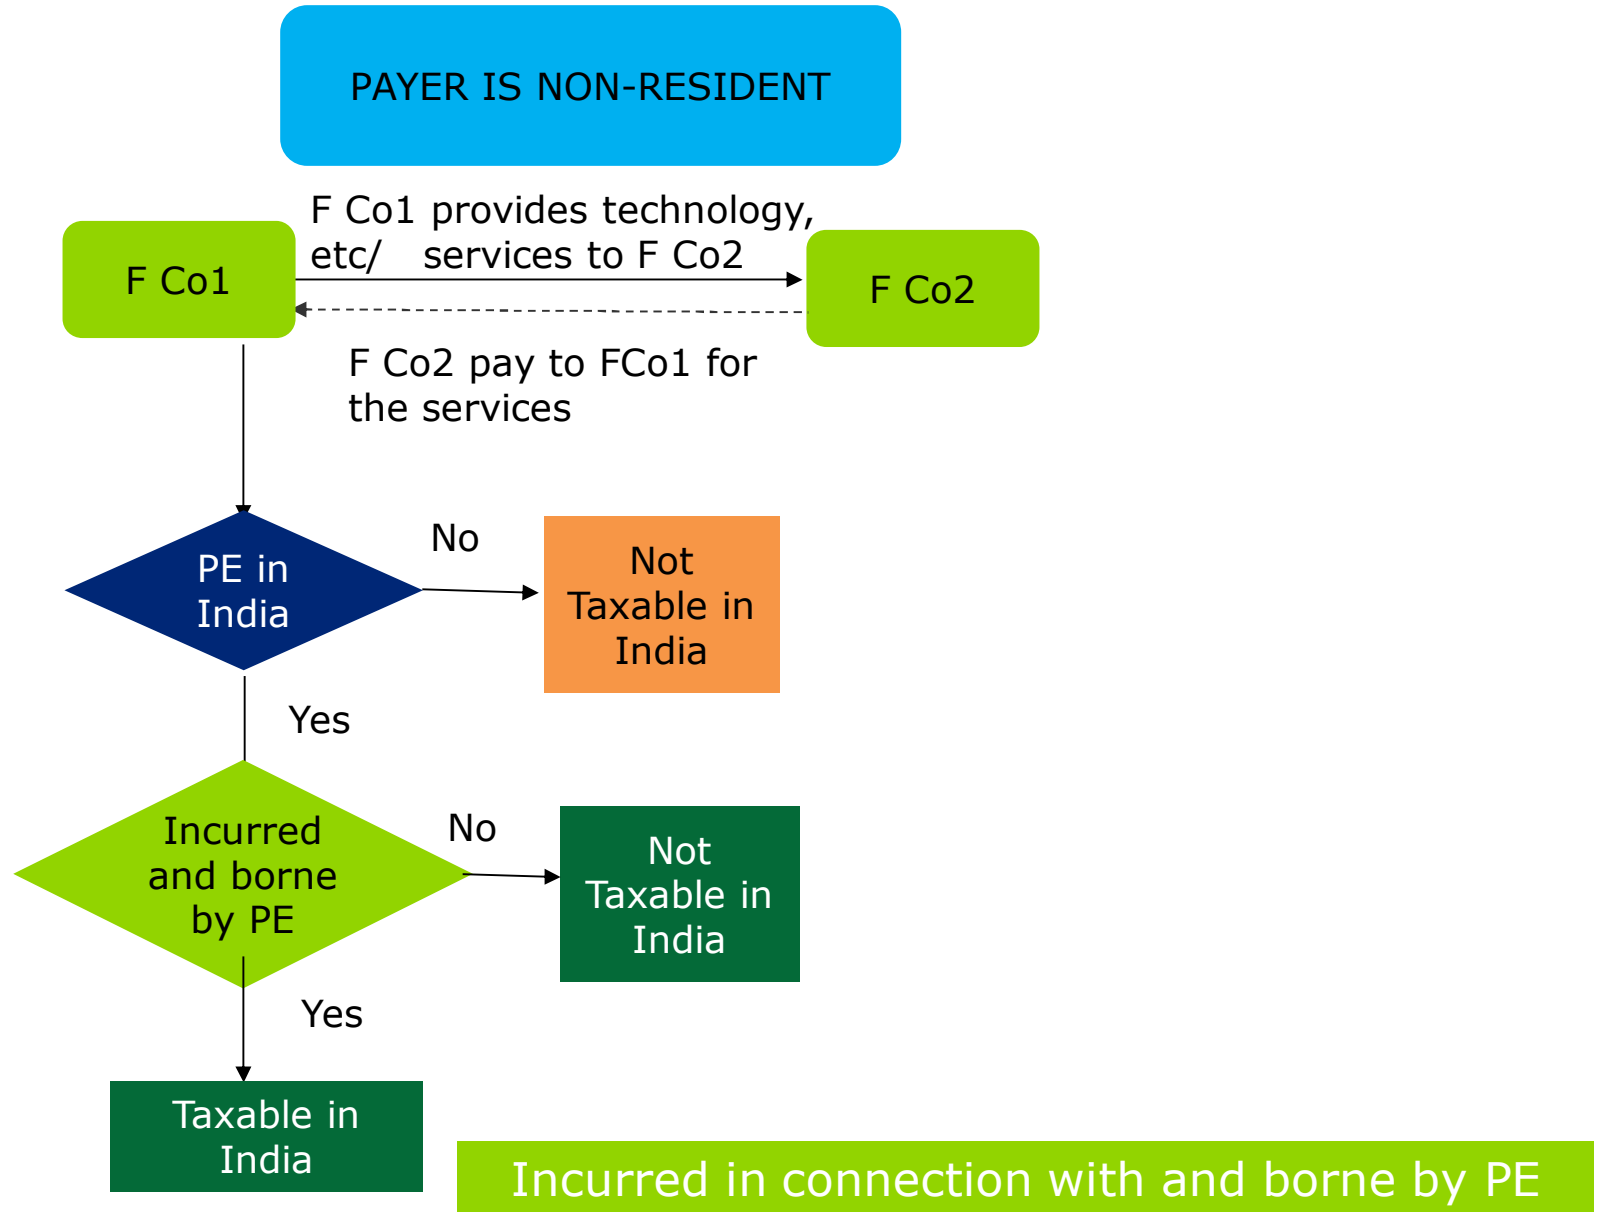 PAYER IS NON-RESIDENT
F Co1 provides technology,
etc/ services to F Co2
F Co1
F Co2
F Co2 pay to FCo1 for
the services
PE in
India
No
Not
Taxable in
India
Yes
Incurred
and borne
by PE
No
Not
Taxable in
India
Yes
Taxable in
India
Incurred in connection with and borne by PE